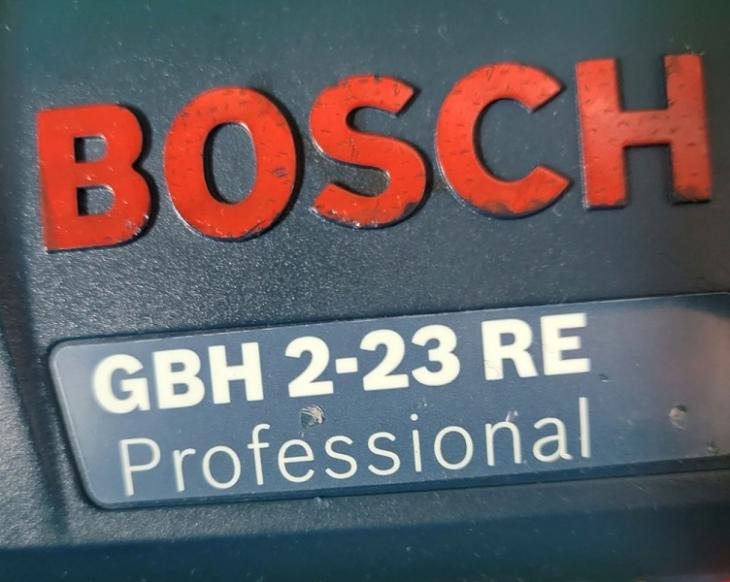 BOSCH
GBH 2-23 RE
Professional